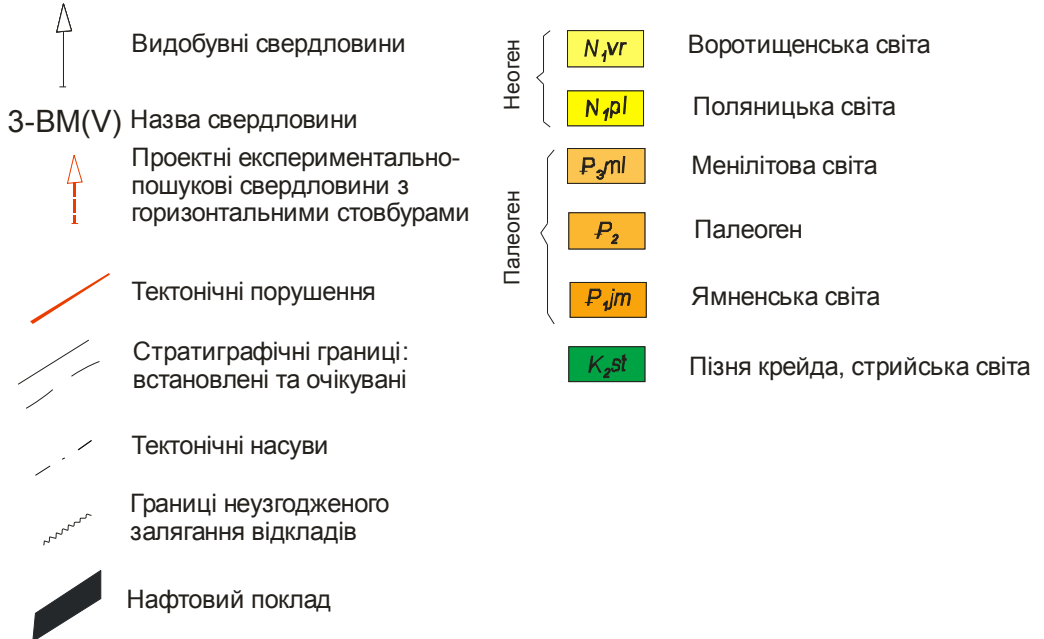 Видобувні свердловини
3-ВМ(V) Назва свердловини
Проектні експериментально-
пошукові свердловини з
горизонтальними стовбурами
Тектонічні порушення
Стратиграфічні границі:
встановлені та очікувані
Тектонічні насуви
Границі неузгодженого
залягання відкладів
Нафтовий поклад
Неоген
N₁vr Воротищенська світа
N₁pl Поляницька світа
Палеоген
P₃ml Менілітова світа
P₂ Палеоген
P₁jm Ямненська світа
K₂st Пізня крейда, стрийська світа